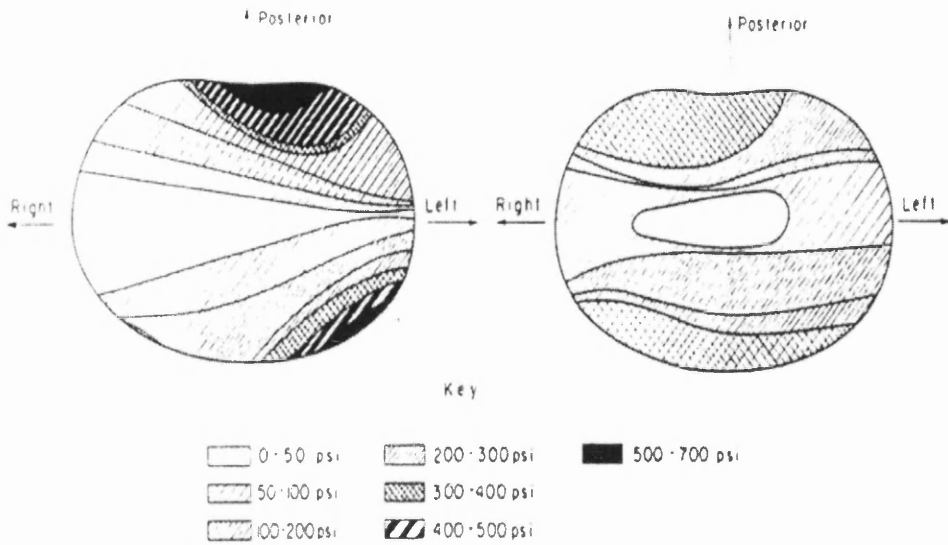 Posterior
Posterior
Right
Left
Right
Left
Key
0-50 psi
200-300 psi
500-700 psi
50-100 psi
300-400 psi
100-200 psi
400-500 psi